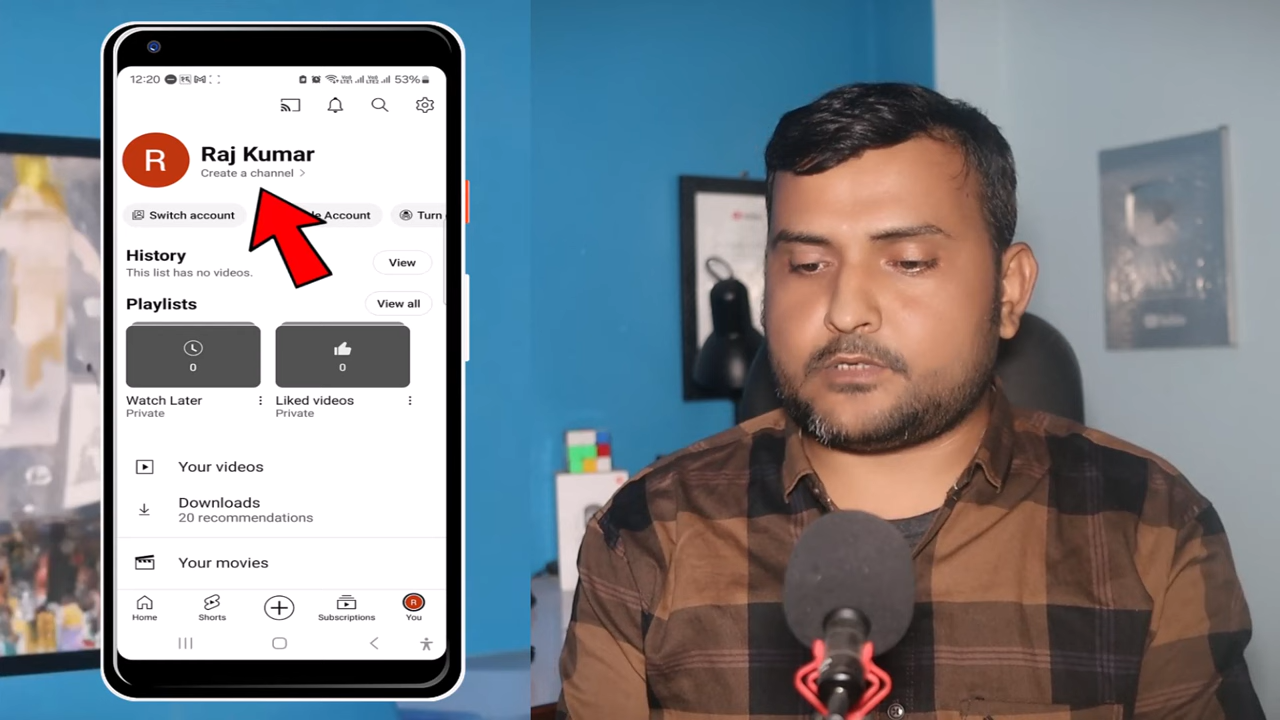 12:20
53%
Raj Kumar
Create a channel >
Switch account
Account
Turn
History
This list has no videos.
View
Playlists
View all
0
0
Watch Later
Private
Liked videos
Private
Your videos
Downloads
20 recommendations
Your movies
Home
Shorts
Subscriptions
You
R
R